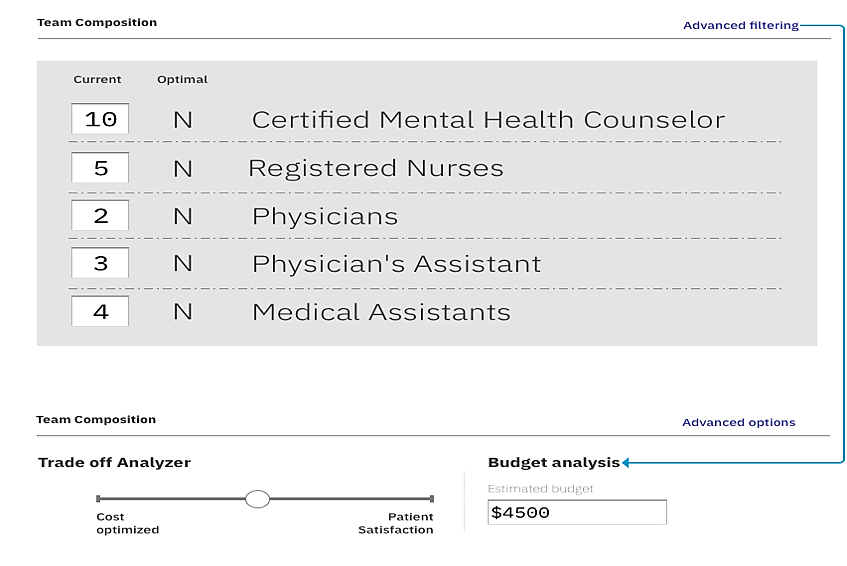 Team Composition
Advanced filtering
Current Optimal
10 N Certified Mental Health Counselor
5 N Registered Nurses
2 N Physicians
3 N Physician's Assistant
4 N Medical Assistants
Team Composition
Advanced options
Trade off Analyzer
Cost
optimized
Patient
Satisfaction
Budget analysis
Estimated budget
$4500